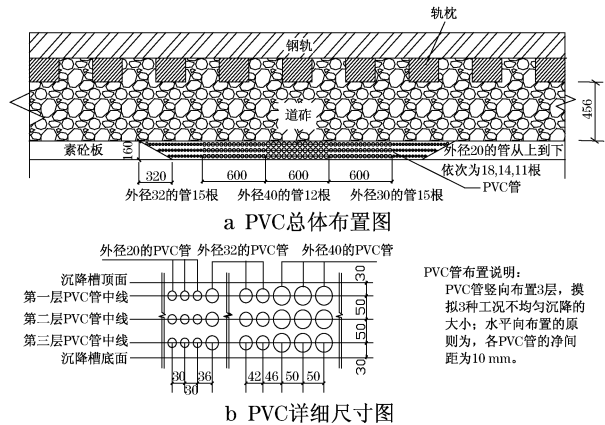 轨枕
钢轨
道砟
456
素砼板
160
外径20的管从上到下
320
600
600
600
依次为18,14,11根
外径32的管15根
外径40的管12根
外径30的管15根
PVC管
a PVC总体布置图
外径20的PVC管
外径32的PVC管
外径40的PVC管
沉降槽顶面
第一层PVC管中线
第二层PVC管中线
第三层PVC管中线
沉降槽底面
30
50
50
30
30
30
36
42
46
50
50
PVC管布置说明：
PVC管竖向布置3层，摸
拟3种工况不均匀沉降的
大小；水平向布置的原
则为，各PVC管的净间
距为10 mm。
b PVC详细尺寸图